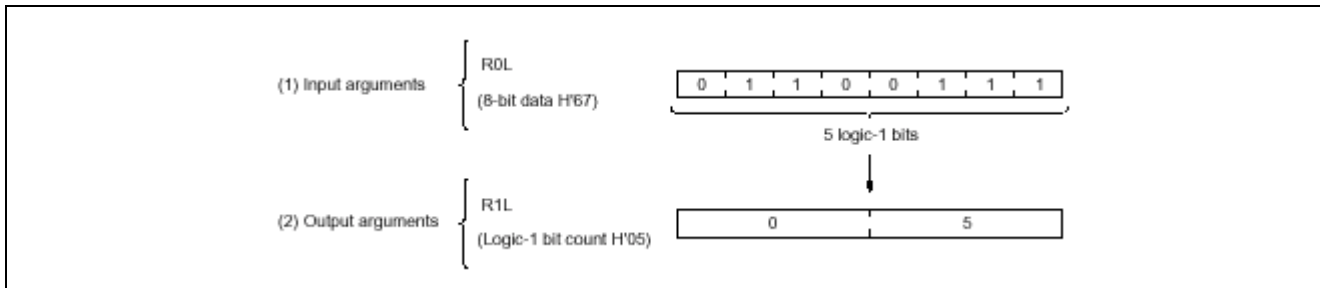 (1) Input arguments
R0L
(8-bit data H'67)
0 1 1 0 0 1 1 1
5 logic-1 bits
(2) Output arguments
R1L
(Logic-1 bit count H'05)
0 5